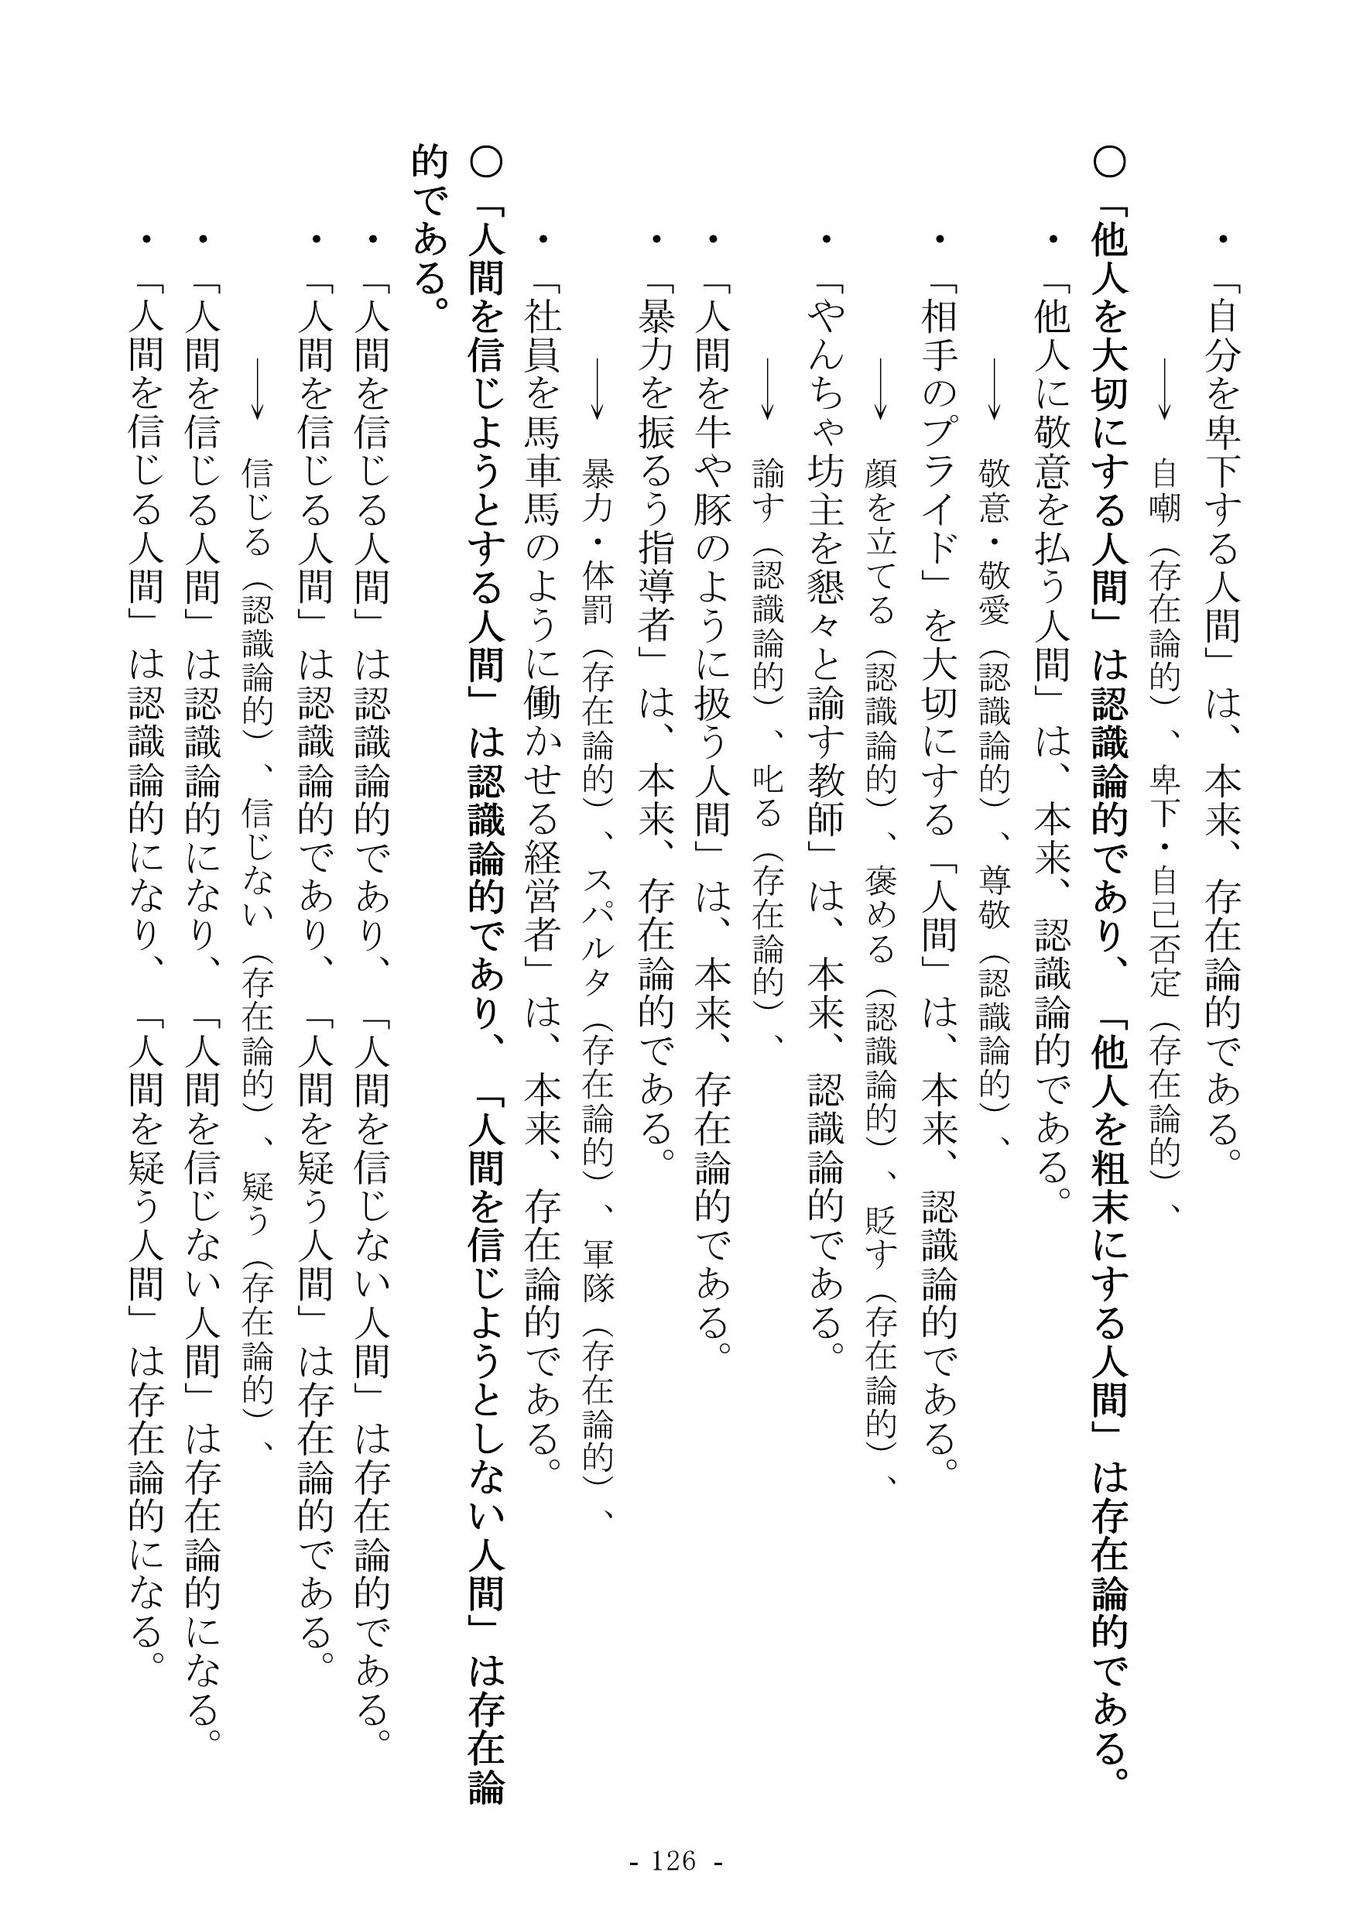 ・「自分を卑下する人間」は、本来、存在論的である。
→ 自嘲（存在論的）、卑下・自己否定（存在論的）、
○「他人を大切にする人間」は認識論的であり、「他人を粗末にする人間」は存在論的である。
・「他人に敬意を払う人間」は、本来、認識論的である。
→ 敬意・敬愛（認識論的）、尊敬（認識論的）、
・「相手のプライド」を大切にする「人間」は、本来、認識論的である。
→ 顔を立てる（認識論的）、褒める（認識論的）、貶す（存在論的）、
・「やんちゃ坊主を懇々と諭す教師」は、本来、認識論的である。
→ 諭す（認識論的）、叱る（存在論的）、
・「人間を牛や豚のように扱う人間」は、本来、存在論的である。
・「暴力を振るう指導者」は、本来、存在論的である。
→ 暴力・体罰（存在論的）、スパルタ（存在論的）、軍隊（存在論的）、
・「社員を馬車馬のように働かせる経営者」は、本来、存在論的である。
○「人間を信じようとする人間」は認識論的であり、「人間を信じようとしない人間」は存在論
的である。
・「人間を信じる人間」は認識論的であり、「人間を信じない人間」は存在論的である。
・「人間を信じる人間」は認識論的であり、「人間を疑う人間」は存在論的である。
→ 信じる（認識論的）、信じない（存在論的）、疑う（存在論的）、
・「人間を信じる人間」は認識論的になり、「人間を信じない人間」は存在論的になる。
・「人間を信じる人間」は認識論的になり、「人間を疑う人間」は存在論的になる。
- 126 -